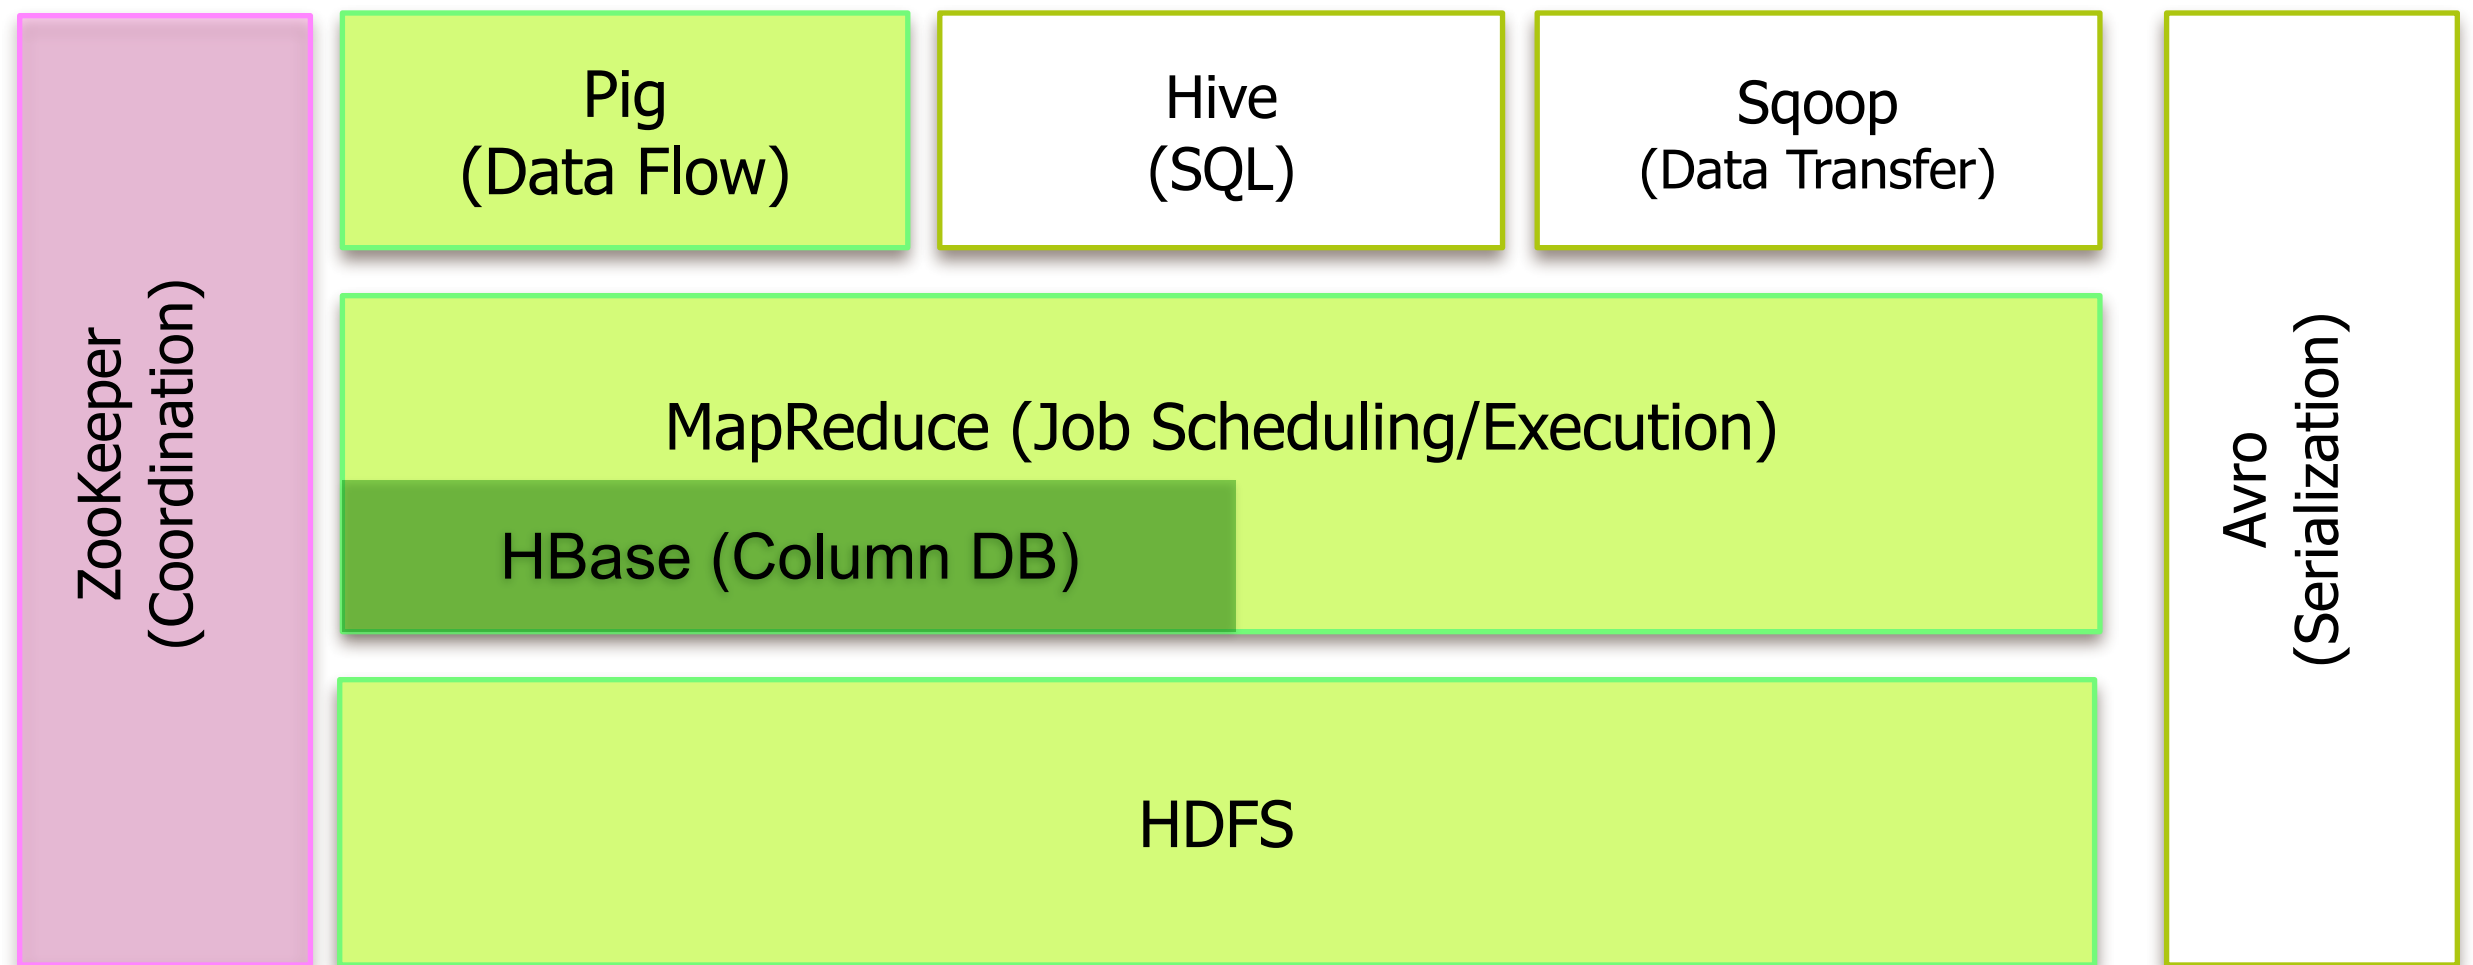 ZooKeeper
(Coordination)
Pig
(Data Flow)
Hive
(SQL)
Sqoop
(Data Transfer)
MapReduce (Job Scheduling/Execution)
HBase (Column DB)
HDFS
Avro
(Serialization)